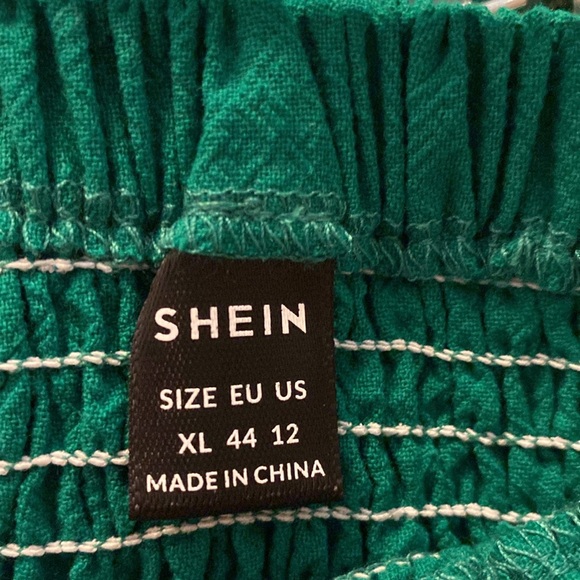 SHEIN
SIZE EU US
XL 44 12
MADE IN CHINA